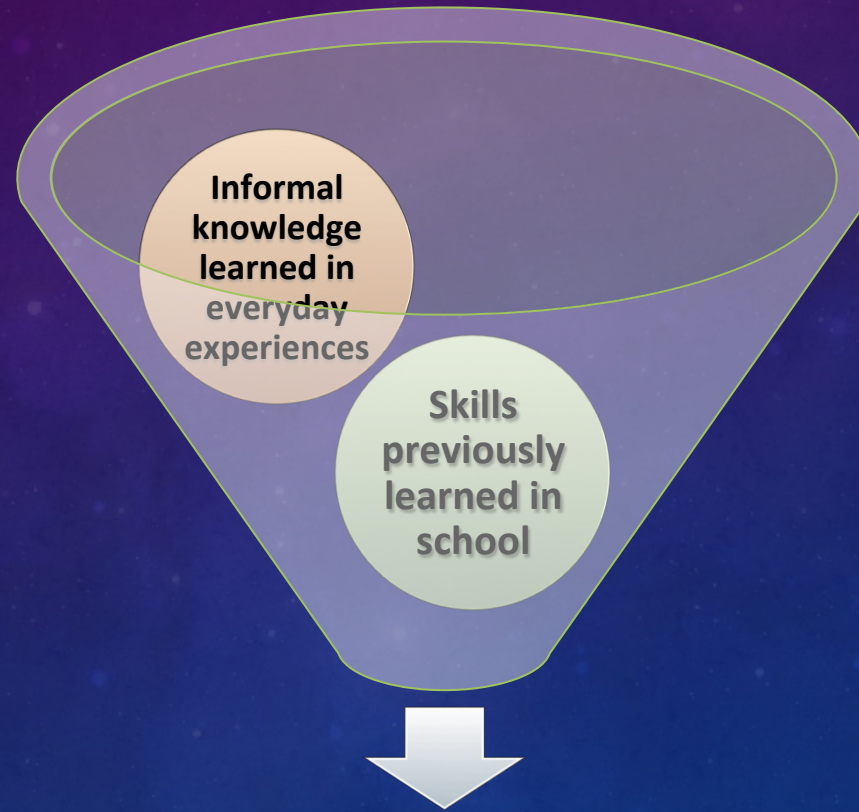 Informal
knowledge
learned in
everyday
experiences
Skills
previously
learned in
school